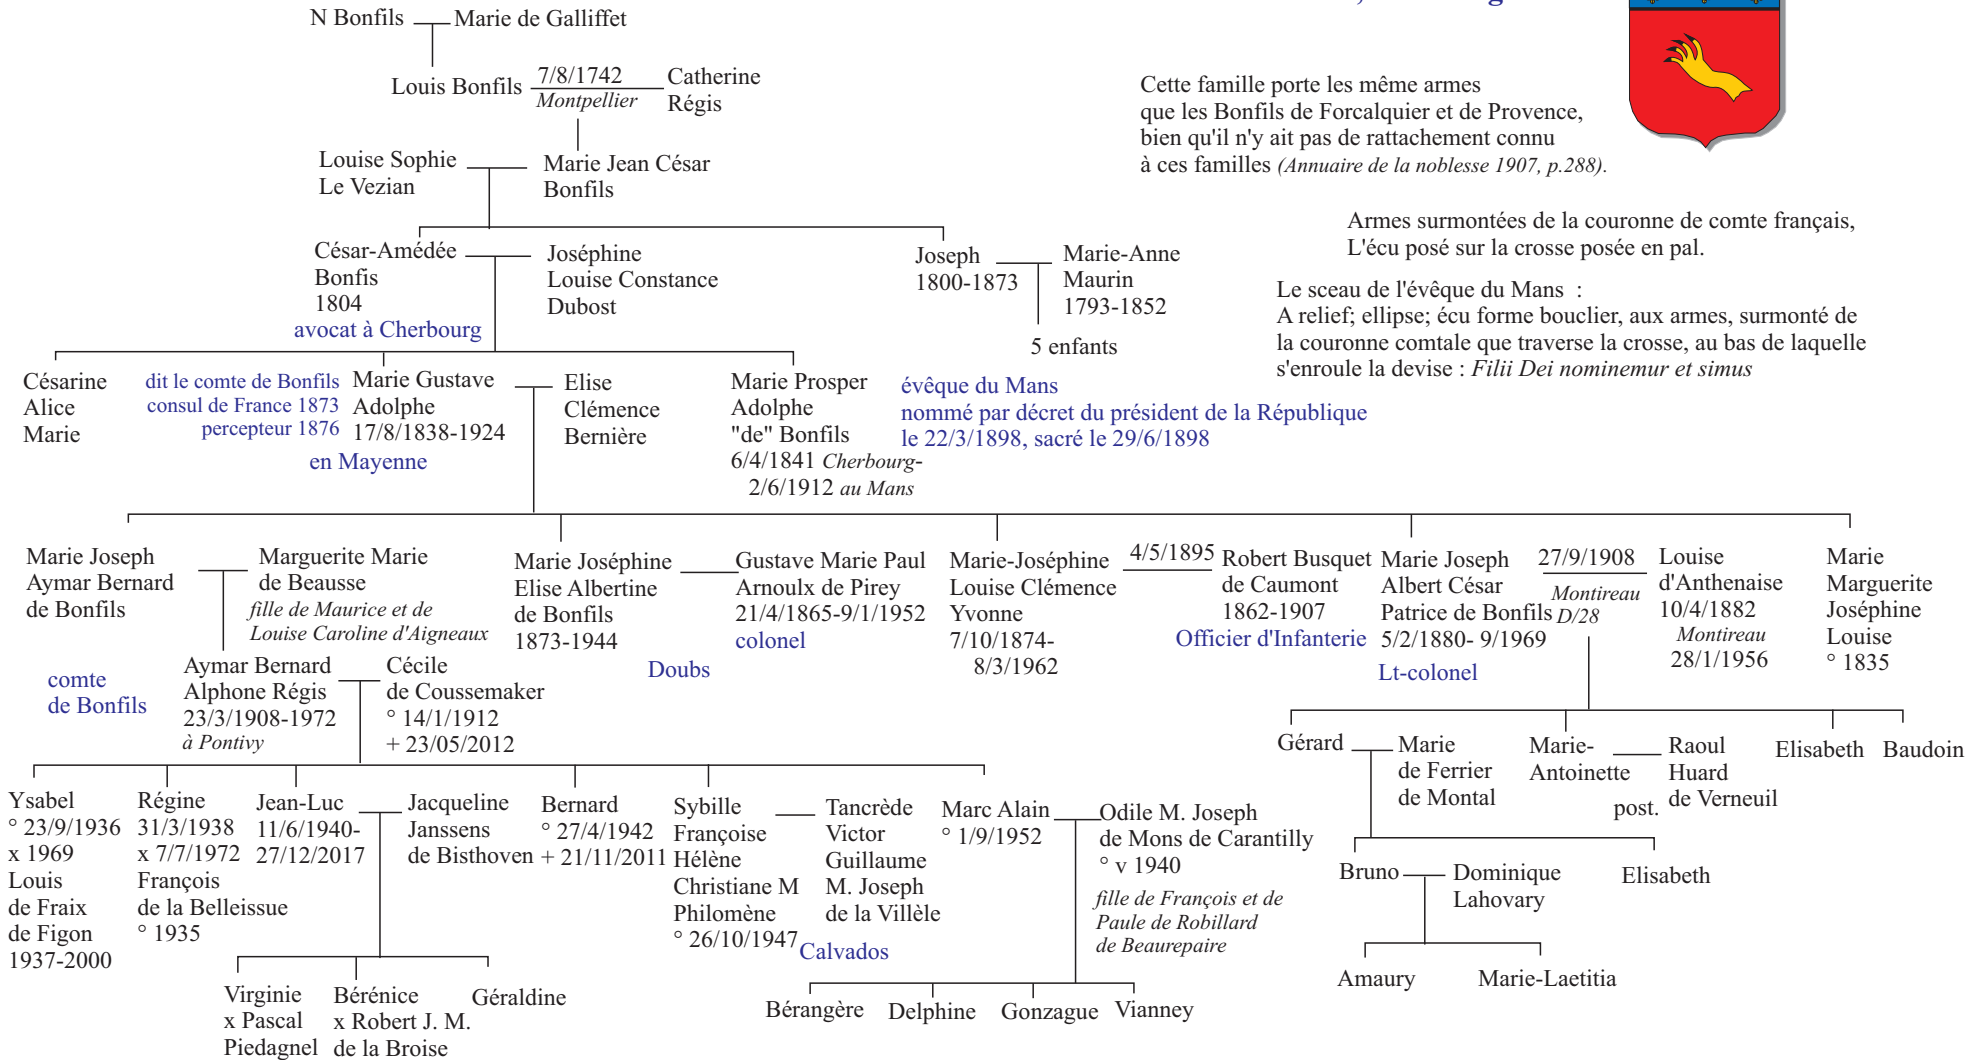 N Bonfils
Marie de Galliffet
Louis Bonfils
7/8/1742
Montpellier
Catherine
Régis
Cette famille porte les même armes
que les Bonfils de Forcalquier et de Provence,
bien qu'il n'y ait pas de rattachement connu
à ces familles (Annuaire de la noblesse 1907, p.288).
Louise Sophie
Le Vezian
Marie Jean César
Bonfils
Armes surmontées de la couronne de comte français,
L'écu posé sur la crosse posée en pal.
César-Amédée
Bonfis
1804
avocat à Cherbourg
Joséphine
Louise Constance
Dubost
Joseph
1800-1873
Marie-Anne
Maurin
1793-1852
5 enfants
Le sceau de l'évêque du Mans :
A relief; ellipse; écu forme bouclier, aux armes, surmonté de
la couronne comtale que traverse la crosse, au bas de laquelle
s'enroule la devise : Filii Dei nominemur et simus
Césarine
Alice
Marie
dit le comte de Bonfils
consul de France 1873
percepteur 1876
en Mayenne
Marie Gustave
Adolphe
17/8/1838-1924
Elise
Clémence
Bernière
Marie Prosper
Adolphe
"de" Bonfils
6/4/1841 Cherbourg-
2/6/1912 au Mans
évêque du Mans
nommé par décret du président de la République
le 22/3/1898, sacré le 29/6/1898
Marie Joseph
Aymar Bernard
de Bonfils
Marguerite Marie
de Beausse
fille de Maurice et de
Louise Caroline d'Aigneaux
Marie Joséphine
Elise Albertine
de Bonfils
1873-1944
Gustave Marie Paul
Arnoulx de Pirey
21/4/1865-9/1/1952
colonel
Doubs
Marie-Joséphine
Louise Clémence
Yvonne
7/10/1874-
8/3/1962
4/5/1895
Robert Busquet
de Caumont
1862-1907
Officier d'Infanterie
Marie Joseph
Albert César
Patrice de Bonfils
5/2/1880- 9/1969
Lt-colonel
27/9/1908
Montireau
D/28
Louise
d'Anthenaise
10/4/1882
Montireau
28/1/1956
Marie
Marguerite
Joséphine
Louise
° 1835
comte
de Bonfils
Aymar Bernard
Alphone Régis
23/3/1908-1972
à Pontivy
Cécile
de Coussemaker
° 14/1/1912
+ 23/05/2012
Gérard
Marie
de Ferrier
de Montal
Marie-
Antoinette
Raoul
Huard
de Verneuil
post.
Elisabeth
Baudoin
Ysabel
° 23/9/1936
x 1969
Louis
de Fraix
de Figon
1937-2000
Régine
31/3/1938
x 7/7/1972
François
de la Belleissue
° 1935
Jean-Luc
11/6/1940-
27/12/2017
Jacqueline
Janssens
de Bisthoven
Bernard
° 27/4/1942
+ 21/11/2011
Sybille
Françoise
Hélène
Christiane M
Philomène
° 26/10/1947
Tancrède
Victor
Guillaume
M. Joseph
de la Villèle
Calvados
Marc Alain
° 1/9/1952
Odile M. Joseph
de Mons de Carantilly
° v 1940
fille de François et de
Paule de Robillard
de Beaurepaire
Bruno
Dominique
Lahovary
Elisabeth
Amaury
Marie-Laetitia
Virginie
x Pascal
Piedagnel
Bérénice
x Robert J. M.
de la Broise
Géraldine
Bérangère
Delphine
Gonzague
Vianney